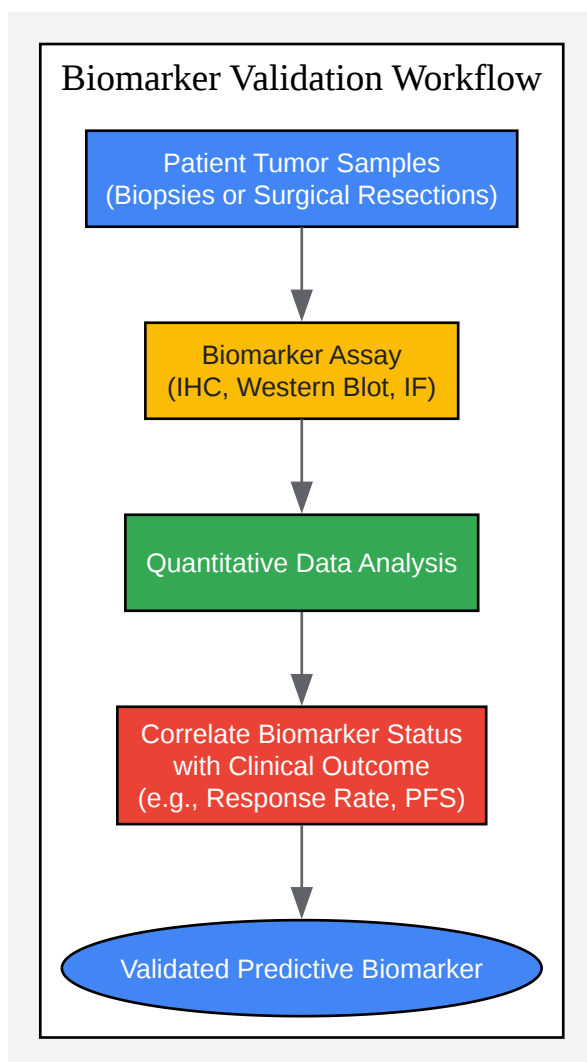 Biomarker Validation Workflow
Patient Tumor Samples
(Biopsies or Surgical Resections)
Biomarker Assay
(IHC, Western Blot, IF)
Quantitative Data Analysis
Correlate Biomarker Status
with Clinical Outcome
(e.g., Response Rate, PFS)
Validated Predictive Biomarker